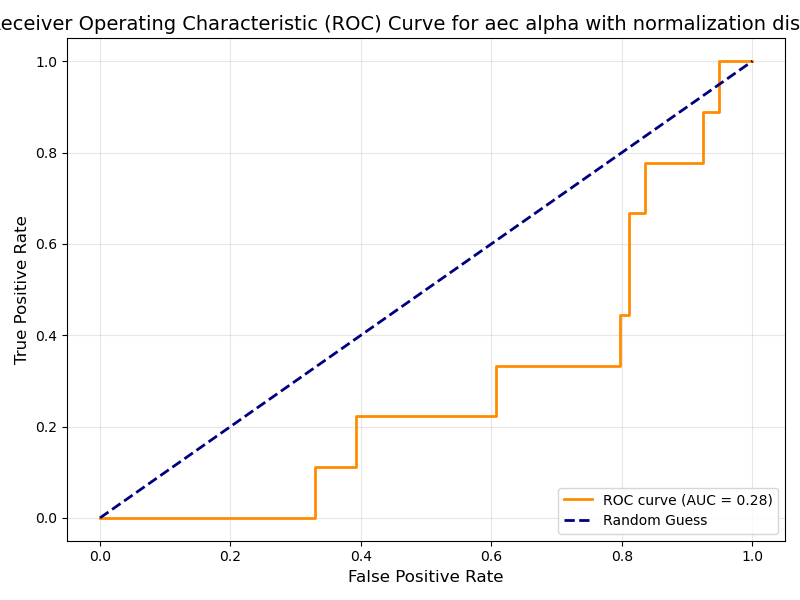 eceiver Operating Characteristic (ROC) Curve for aec alpha with normalization dis
True Positive Rate
1.0
0.8
0.6
0.4
0.2
0.0
ROC curve (AUC = 0.28)
Random Guess
0.0 0.2 0.4 0.6 0.8 1.0
False Positive Rate